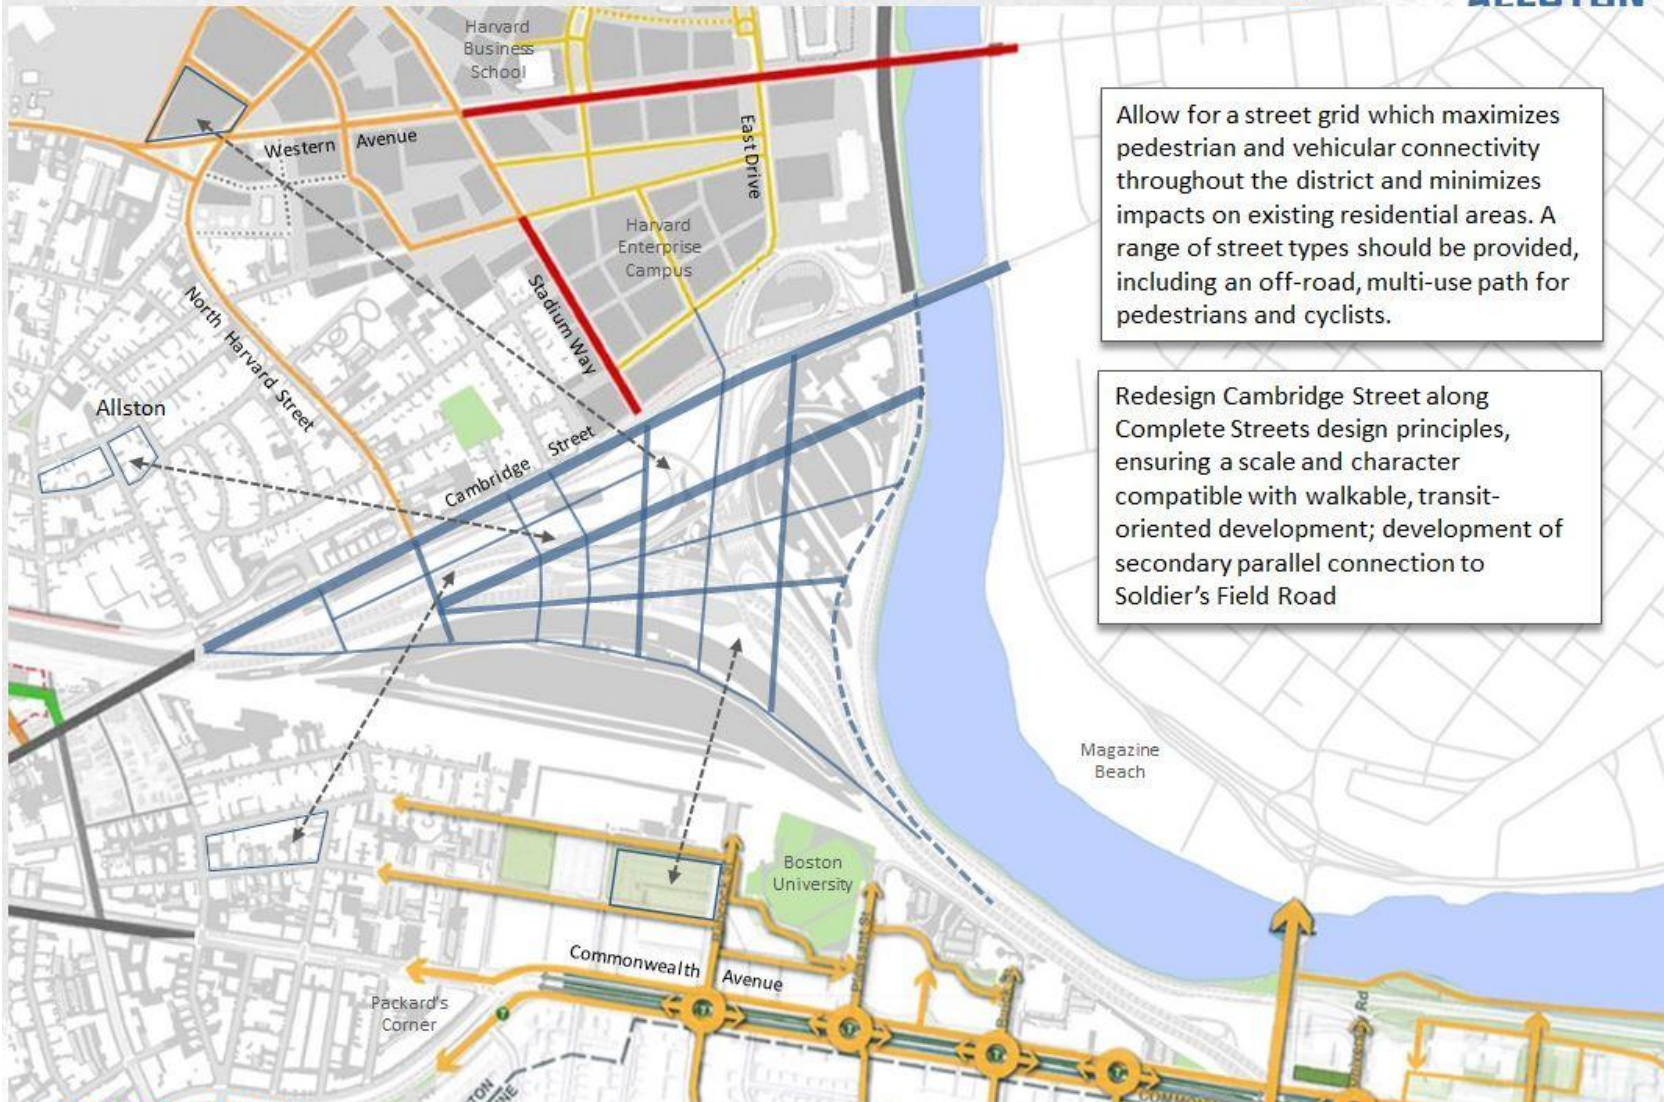 ALLSTON
Harvard
Business
School
Western Avenue
East Drive
Harvard
Enterprise
Campus
Stadium Way
North Harvard Street
Allston
Cambridge Street
Allow for a street grid which maximizes
pedestrian and vehicular connectivity
throughout the district and minimizes
impacts on existing residential areas. A
range of street types should be provided,
including an off-road, multi-use path for
pedestrians and cyclists.
Redesign Cambridge Street along
Complete Streets design principles,
ensuring a scale and character
compatible with walkable, transit-
oriented development; development of
secondary parallel connection to
Soldier's Field Road
Magazine
Beach
Boston
University
Commonwealth Avenue
Packard's
Corner
T
T
T
T
T
Rd